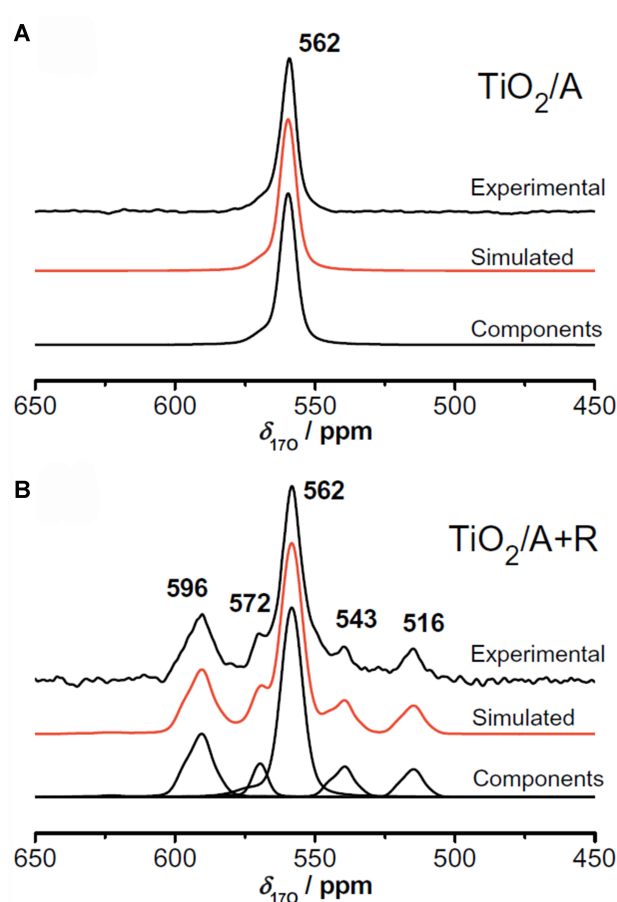 A
562
TiO2/A
Experimental
Simulated
Components
650 600 550 500 450
δ17O / ppm
B
562
TiO2/A+R
596
572
543
516
Experimental
Simulated
Components
650 600 550 500 450
δ17O / ppm